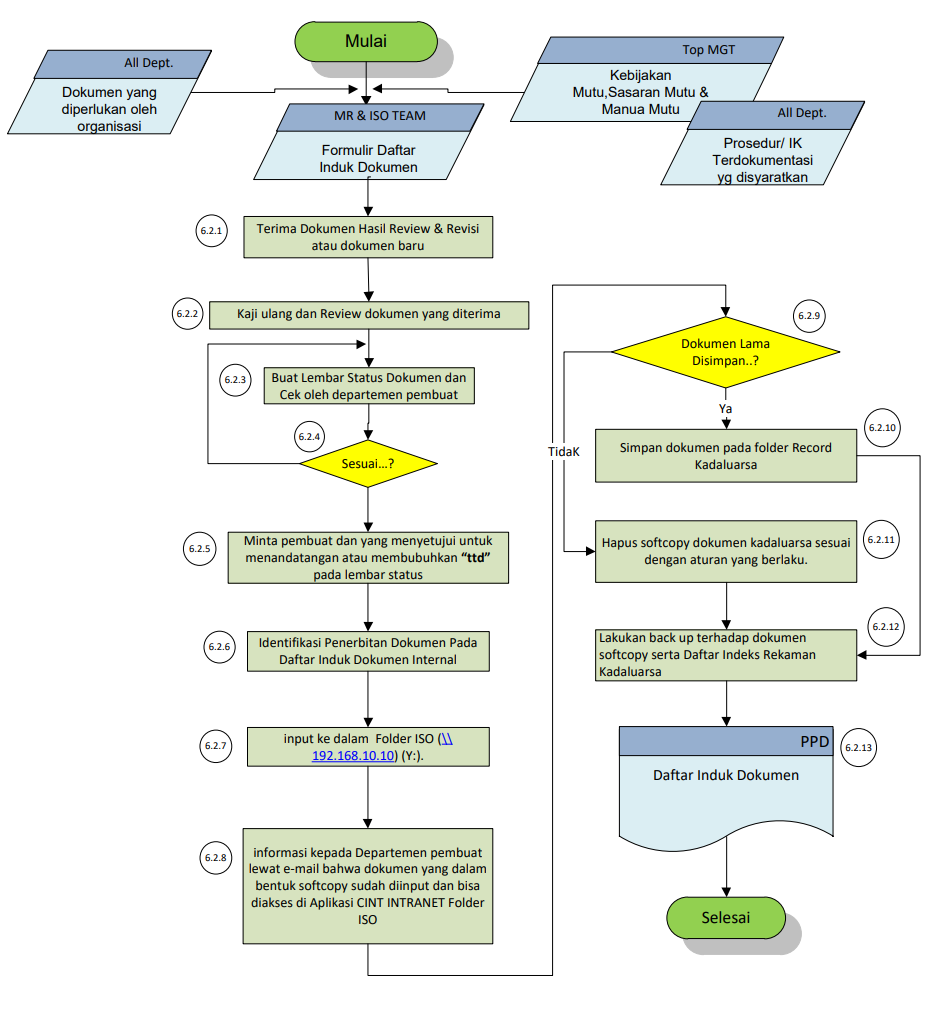 Mulai
All Dept.
Dokumen yang
diperlukan oleh
organisasi
Top MGT
Kebijakan
Mutu,Sasaran Mutu &
Manua Mutu
All Dept.
Prosedur/ IK
Terdokumentasi
yg disyaratkan
MR & ISO TEAM
Formulir Daftar
Induk Dokumen
6.2.1
Terima Dokumen Hasil Review & Revisi
atau dokumen baru
6.2.2
Kaji ulang dan Review dokumen yang diterima
6.2.3
Buat Lembar Status Dokumen dan
Cek oleh departemen pembuat
6.2.4
Sesuai…?
6.2.5
Minta pembuat dan yang menyetujui untuk
menandatangan atau membubuhkan “ttd”
pada lembar status
6.2.6
Identifikasi Penerbitan Dokumen Pada
Daftar Induk Dokumen Internal
6.2.7
input ke dalam  Folder ISO (\\
192.168.10.10) (Y:).
6.2.8
informasi kepada Departemen pembuat
lewat e-mail bahwa dokumen yang dalam
bentuk softcopy sudah diinput dan bisa
diakses di Aplikasi CINT INTRANET Folder
ISO
6.2.9
Dokumen Lama
Disimpan..?
Ya
TidaK
6.2.10
Simpan dokumen pada folder Record
Kadaluarsa
6.2.11
Hapus softcopy dokumen kadaluarsa sesuai
dengan aturan yang berlaku.
6.2.12
Lakukan back up terhadap dokumen
softcopy serta Daftar Indeks Rekaman
Kadaluarsa
PPD
6.2.13
Daftar Induk Dokumen
Selesai